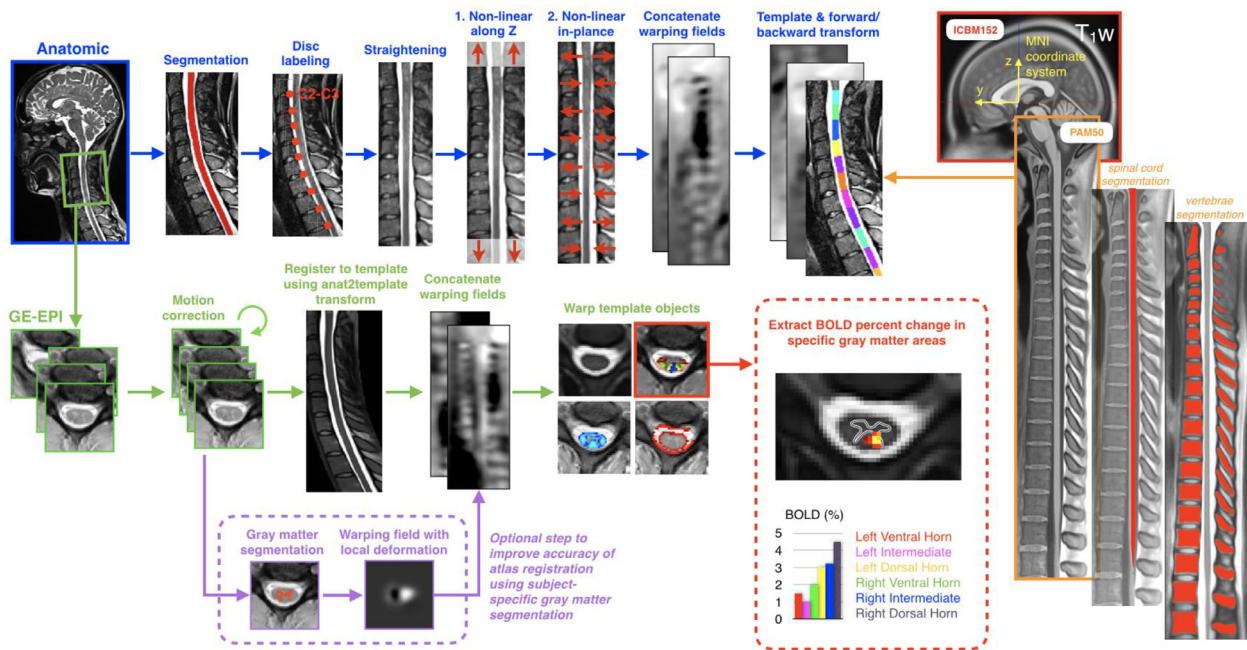 Anatomic
Segmentation
Disc
labeling
C2-C3
Straightening
1. Non-linear
along Z
2. Non-linear
in-plance
Concatenate
warping fields
Template & forward/
backward transform
ICBM152
T1w
MNI
coordinate
system
z
y
PAM50
spinal cord
segmentation
vertebrae
segmentation
GE-EPI
Motion
correction
Register to template
using anat2template
transform
Concatenate
warping fields
Warp template objects
Extract BOLD percent change in
specific gray matter areas
Gray matter
segmentation
Warping field with
local deformation
Optional step to
improve accuracy of
atlas registration
using subject-
specific gray matter
segmentation
BOLD (%)
5
4
3
2
1
0
Left Ventral Horn
Left Intermediate
Left Dorsal Horn
Right Ventral Horn
Right Intermediate
Right Dorsal Horn